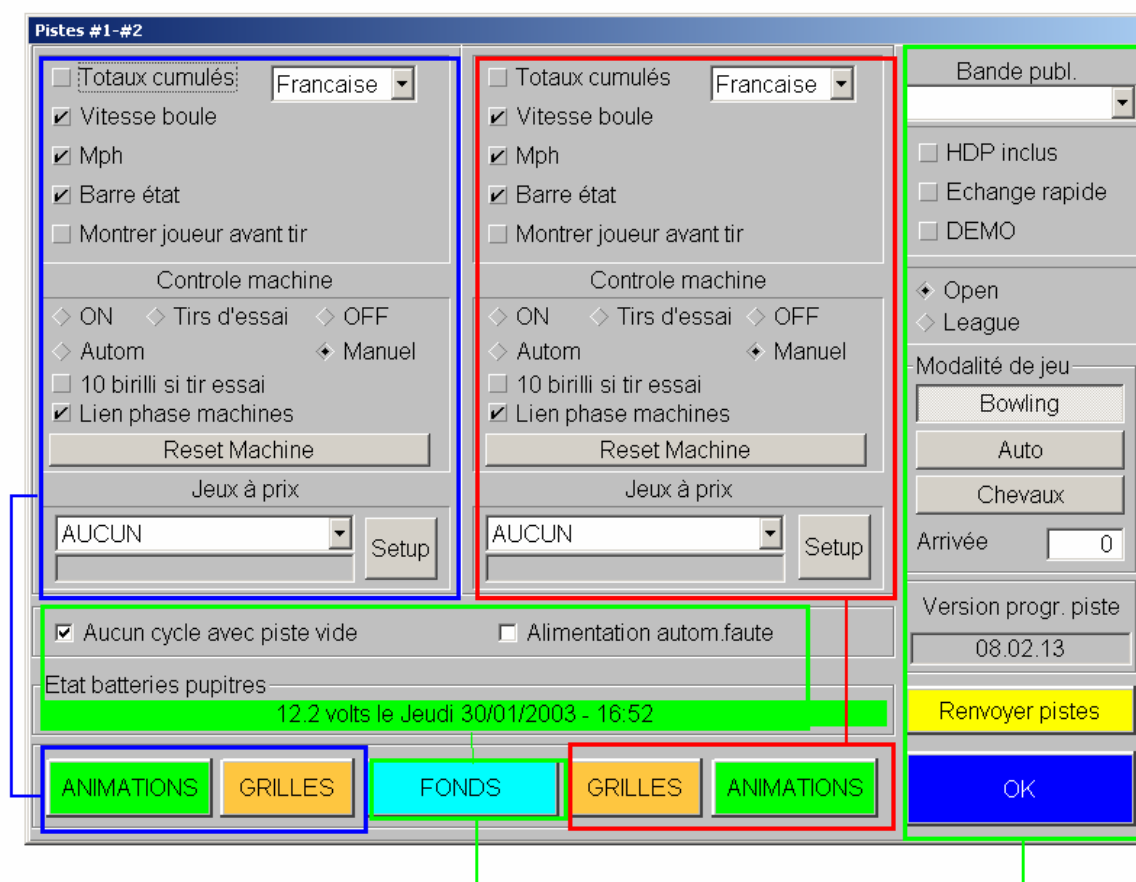 Pistes #1-#2
Totaux cumulés Francaise
Vitesse boule
Mph
Barre état
Montrer joueur avant tir
Controle machine
ON Tirs d'essai OFF
Autom Manuel
10 birilli si tir essai
Lien phase machines
Reset Machine
Jeux à prix
AUCUN
Setup
Totaux cumulés Francaise
Vitesse boule
Mph
Barre état
Montrer joueur avant tir
Controle machine
ON Tirs d'essai OFF
Autom Manuel
10 birilli si tir essai
Lien phase machines
Reset Machine
Jeux à prix
AUCUN
Setup
Bande publ.
HDP inclus
Echange rapide
DEMO
Open
League
Modalité de jeu
Bowling
Auto
Chevaux
Arrivée 0
Version progr. piste
08.02.13
Renvoyer pistes
OK
Aucun cycle avec piste vide Alimentation autom.faute
Etat batteries pupitres
12.2 volts le Jeudi 30/01/2003 - 16:52
ANIMATIONS GRILLES FONDS GRILLES ANIMATIONS